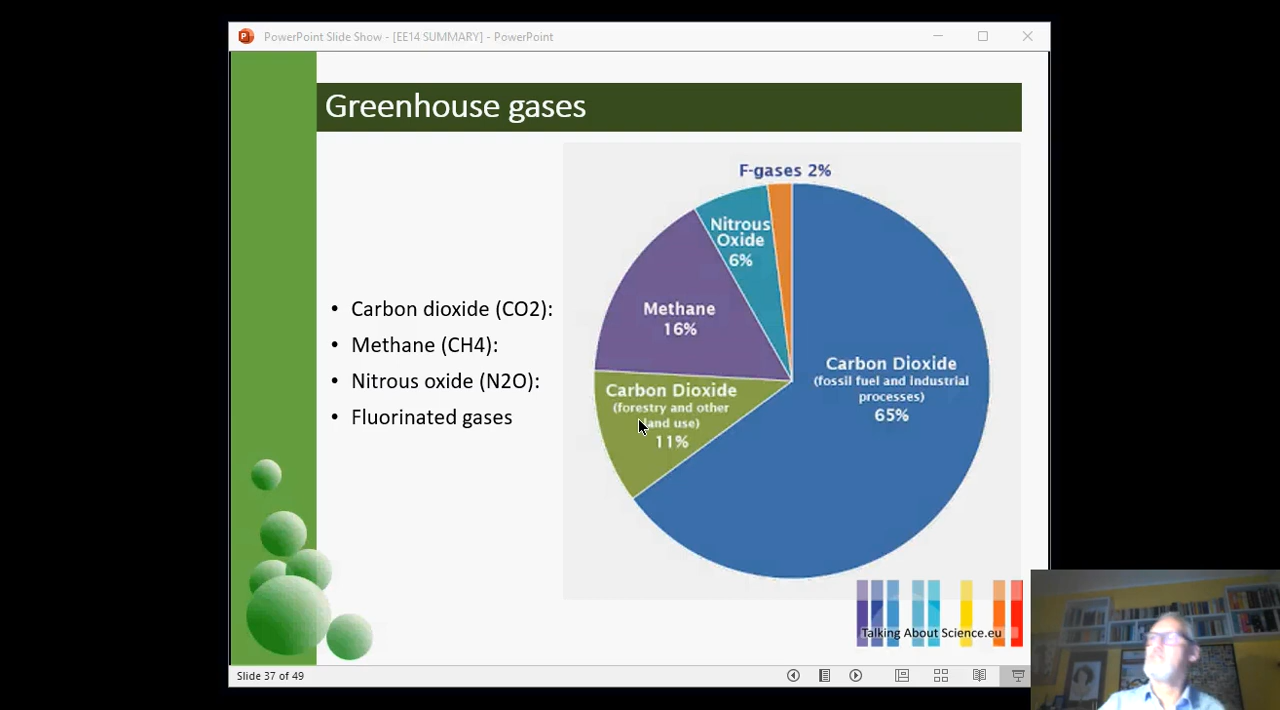 PowerPoint Slide Show - [EE14 SUMMARY] - PowerPoint
Greenhouse gases
• Carbon dioxide (CO2):
• Methane (CH4):
• Nitrous oxide (N2O):
• Fluorinated gases
F-gases 2%
Nitrous
Oxide
6%
Methane
16%
Carbon Dioxide
(forestry and other
land use)
11%
Carbon Dioxide
(fossil fuel and industrial
processes)
65%
Talking About Science.eu
Slide 37 of 49